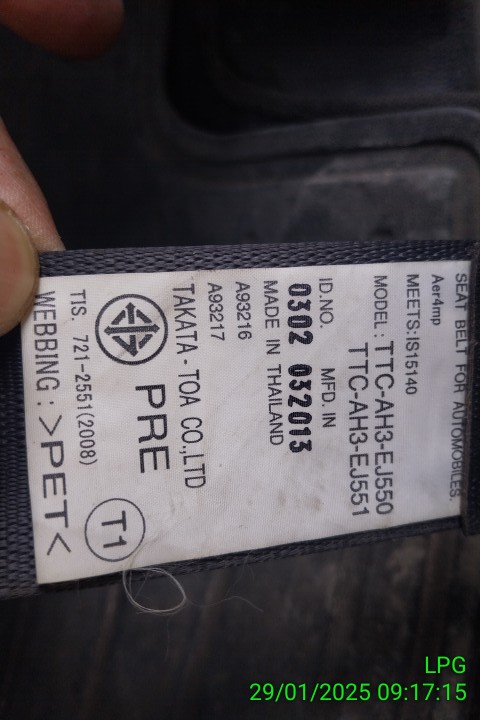 SEAT BELT FOR AUTOMOBILES.
Aer4mp
MEETS:IS15140
MODEL : TTC-AH3-EJ550
TTC-AH3-EJ551
ID.NO. MFD. IN
0302 032013
MADE IN THAILAND
A93216
A93217
TAKATA - TOA CO.,LTD
PRE
TIS. 721-2551(2008)
T1
WEBBING : >PET<
LPG
29/01/2025 09:17:15